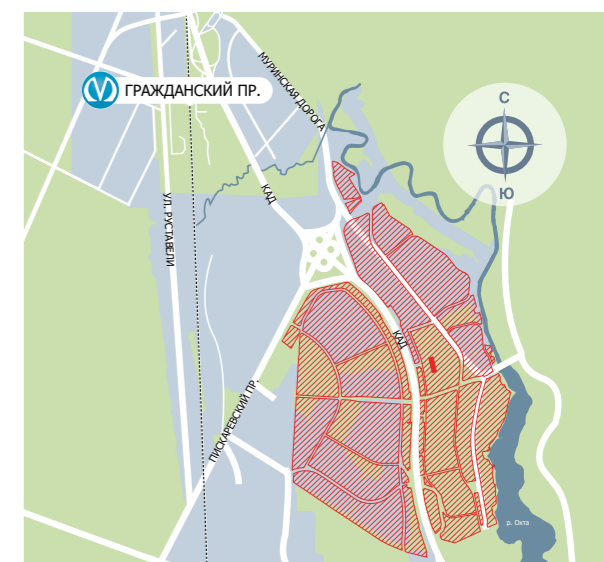 ГРАЖДАНСКИЙ ПР.
МУРИНСКАЯ ДОРОГА
С
Ю
КАД
УЛ. РУСТАВЕЛИ
КАД
ПИСКАРЕВСКИЙ ПР.
р. Охта